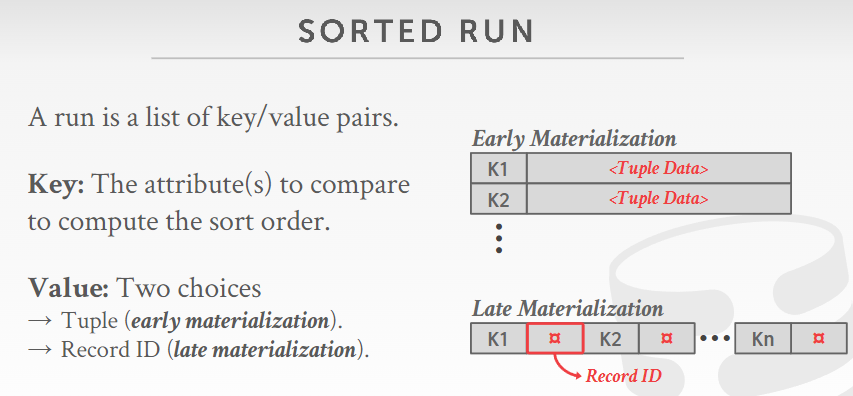 SORTED RUN
A run is a list of key/value pairs.
Key: The attribute(s) to compare
to compute the sort order.
Value: Two choices
→ Tuple (early materialization).
→ Record ID (late materialization).
Early Materialization
K1 <Tuple Data>
K2 <Tuple Data>
Late Materialization
K1 ¤ K2 ¤ ••• Kn ¤
Record ID